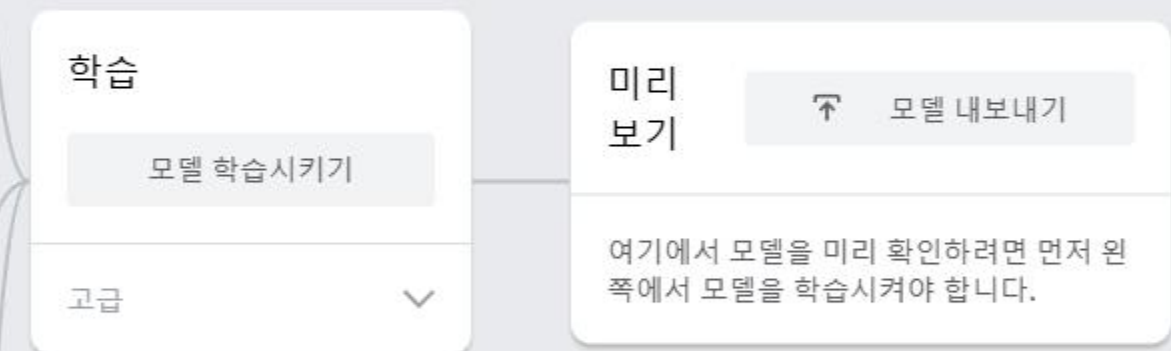 학습
모델 학습시키기
고급
미리
보기
모델 내보내기
여기에서 모델을 미리 확인하려면 먼저 왼
쪽에서 모델을 학습시켜야 합니다.